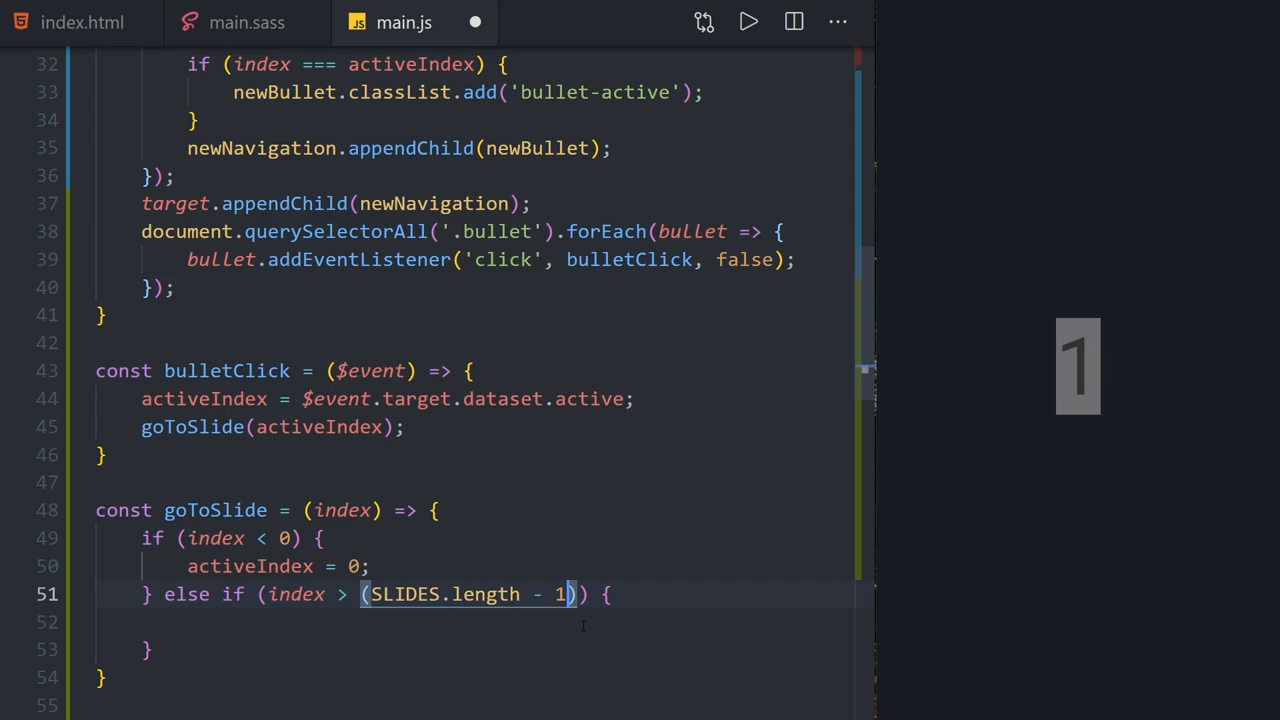 index.html main.sass JS main.js
32 if (index === activeIndex) {
33 newBullet.classList.add('bullet-active');
34 }
35 newNavigation.appendChild(newBullet);
36 });
37 target.appendChild(newNavigation);
38 document.querySelectorAll('.bullet').forEach(bullet => {
39 bullet.addEventListener('click', bulletClick, false);
40 });
41 }
42
43 const bulletClick = ($event) => {
44 activeIndex = $event.target.dataset.active;
45 goToSlide(activeIndex);
46 }
47
48 const goToSlide = (index) => {
49 if (index < 0) {
50 activeIndex = 0;
51 } else if (index > (SLIDES.length - 1)) {
52
53 }
54 }
55
1